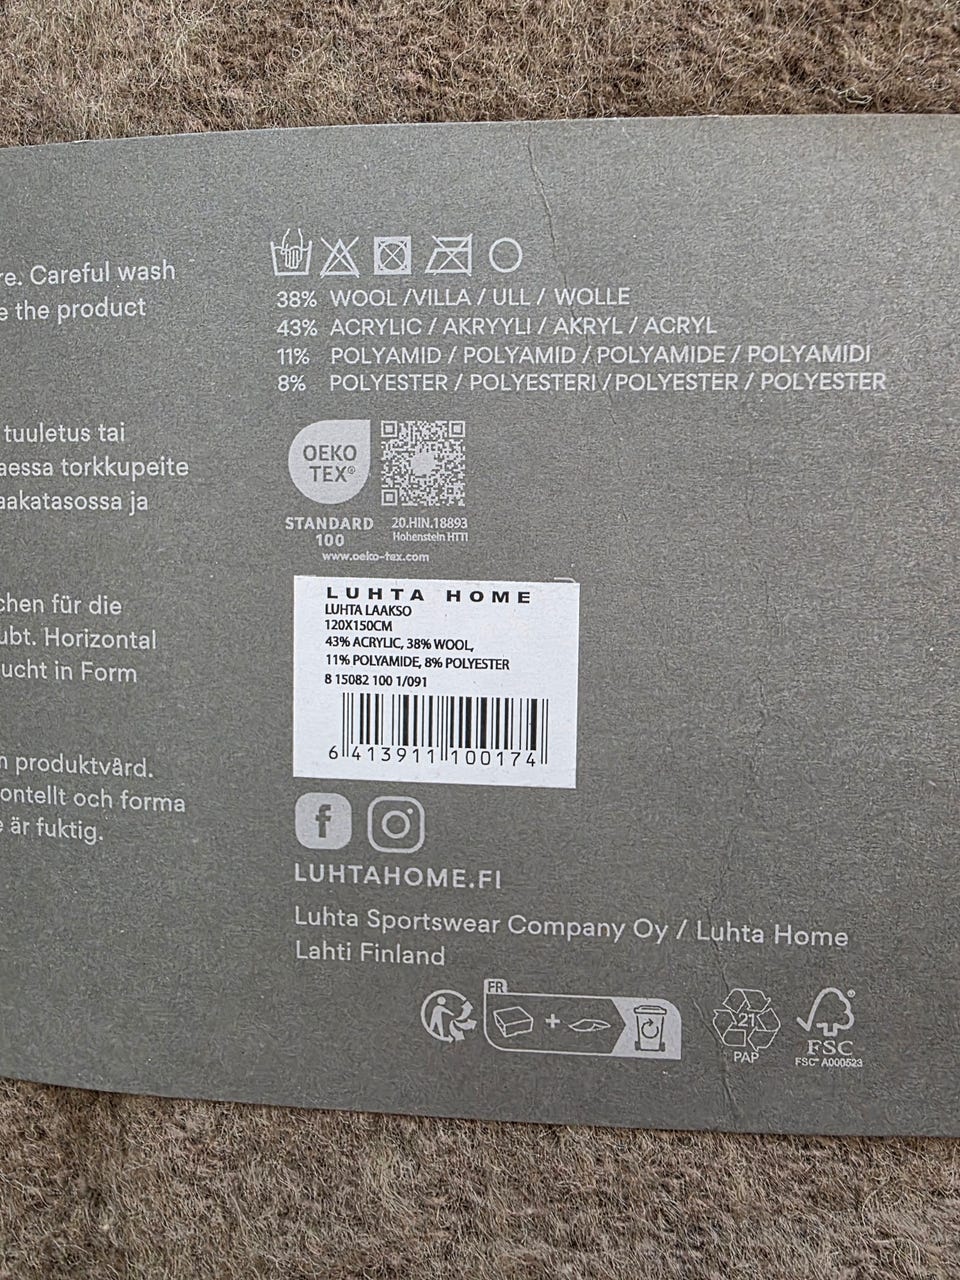 re. Careful wash
e the product
tuuletus tai
aessa torkkupeite
aakatasossa ja
chen für die
ubt. Horizontal
ucht in Form
n produktvård.
ontellt och forma
e är fuktig.
38% WOOL /VILLA / ULL / WOLLE
43% ACRYLIC / AKRYYLI / AKRYL / ACRYL
11% POLYAMID / POLYAMID / POLYAMIDE / POLYAMIDI
8% POLYESTER / POLYESTERI / POLYESTER / POLYESTER
OEKO
TEX®
STANDARD
100
20.HIN.18893
Hohenstein HTTI
www.oeko-tex.com
LUHTA HOME
LUHTA LAAKSO
120X150CM
43% ACRYLIC, 38% WOOL,
11% POLYAMIDE, 8% POLYESTER
8 15082 100 1/091
6 413911 100174
LUHTAHOME.FI
Luhta Sportswear Company Oy / Luhta Home
Lahti Finland
FR
+
21
PAP
FSC
FSC™ A000523